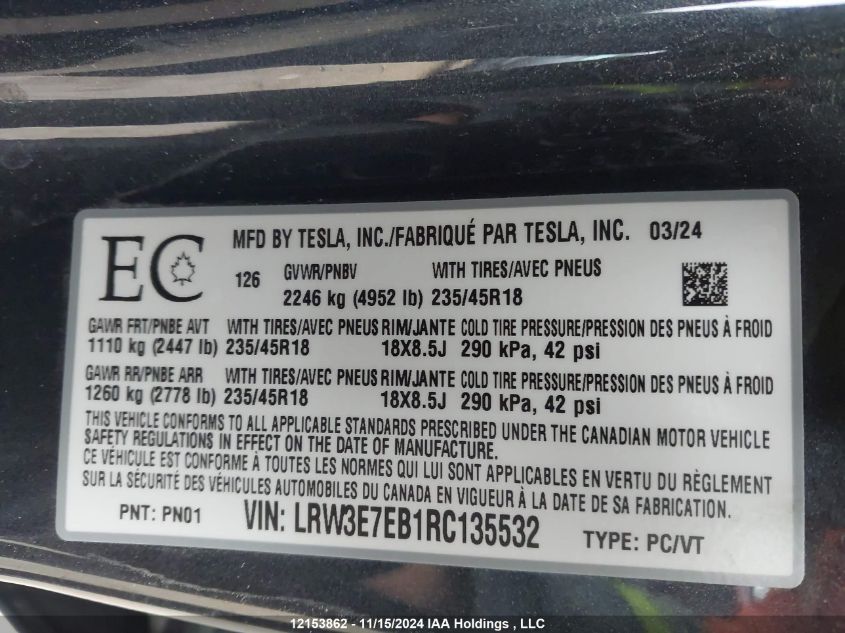 EC
MFD BY TESLA, INC./FABRIQUÉ PAR TESLA, INC. 03/24
126 GVWR/PNBV WITH TIRES/AVEC PNEUS
2246 kg (4952 lb) 235/45R18
GAWR FRT/PNBE AVT WITH TIRES/AVEC PNEUS RIM/JANTE COLD TIRE PRESSURE/PRESSION DES PNEUS À FROID
1110 kg (2447 lb) 235/45R18 18X8.5J 290 kPa, 42 psi
GAWR RR/PNBE ARR WITH TIRES/AVEC PNEUS RIM/JANTE COLD TIRE PRESSURE/PRESSION DES PNEUS À FROID
1260 kg (2778 lb) 235/45R18 18X8.5J 290 kPa, 42 psi
THIS VEHICLE CONFORMS TO ALL APPLICABLE STANDARDS PRESCRIBED UNDER THE CANADIAN MOTOR VEHICLE
SAFETY REGULATIONS IN EFFECT ON THE DATE OF MANUFACTURE.
CE VÉHICULE EST CONFORME À TOUTES LES NORMES QUI LUI SONT APPLICABLES EN VERTU DU RÈGLEMENT
SUR LA SÉCURITÉ DES VÉHICULES AUTOMOBILES DU CANADA EN VIGUEUR À LA DATE DE SA FABRICATION.
PNT: PN01 VIN: LRW3E7EB1RC135532 TYPE: PC/VT
12153862 - 11/15/2024 IAA Holdings , LLC